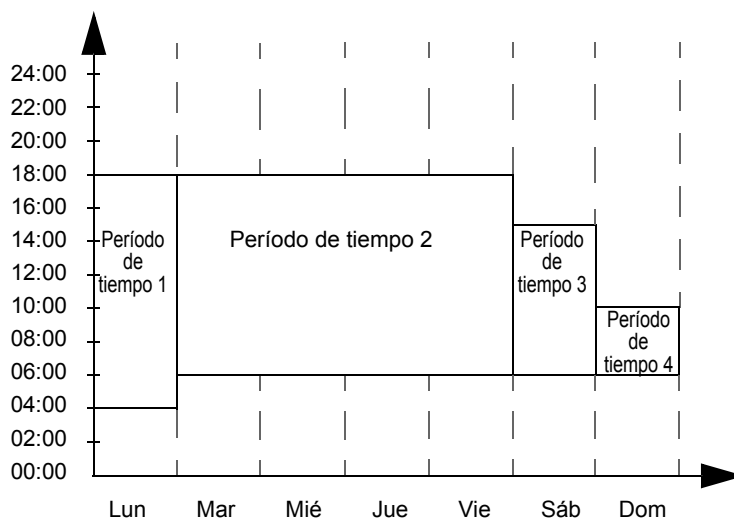 24:00
22:00
20:00
18:00
16:00
14:00
12:00
10:00
08:00
06:00
04:00
02:00
00:00
Período
de
tiempo 1
Período de tiempo 2
Período
de
tiempo 3
Período
de
tiempo 4
Lun Mar Mié Jue Vie Sáb Dom